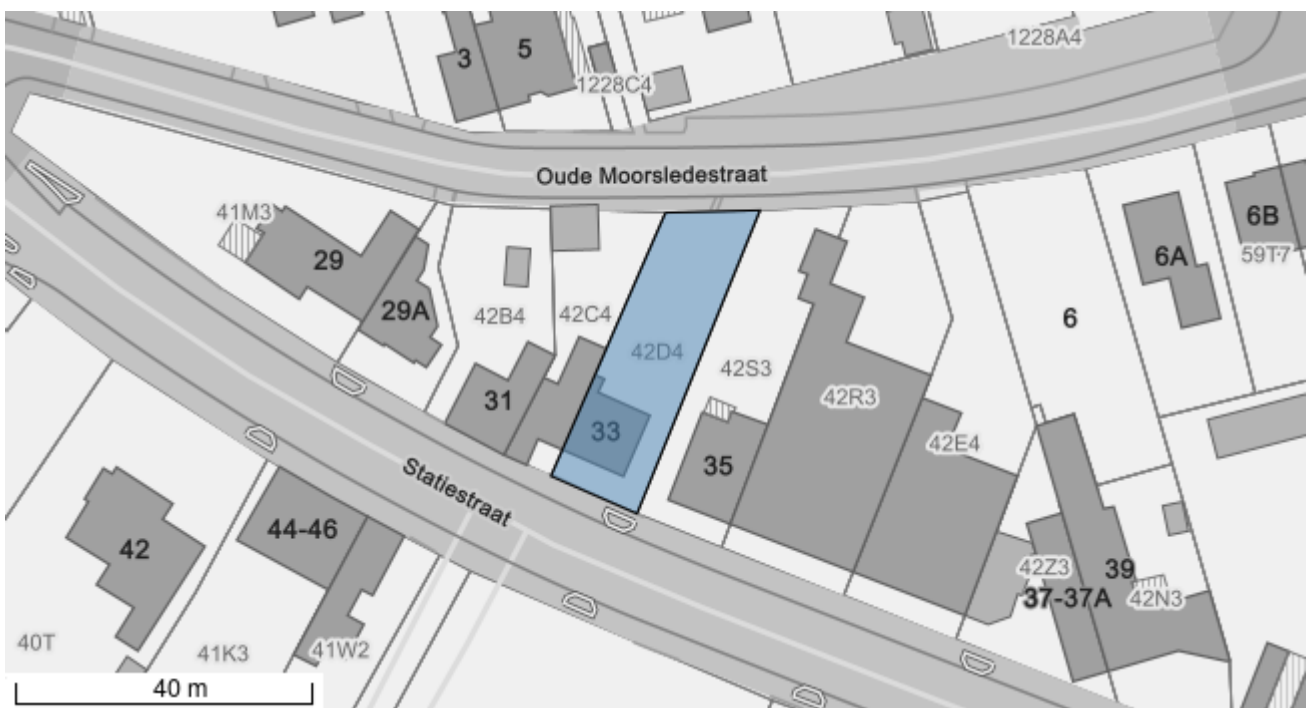 1228A4
3
5
1228C4
Oude Moorsledestraat
41M3
6B
29
6A
59T7
29A
42B4
42C4
6
42D4
42S3
31
42R3
33
42E4
35
Statiestraat
44-46
42
42Z3
39
37-37A
42N3
40T
41K3
41W2
40 m